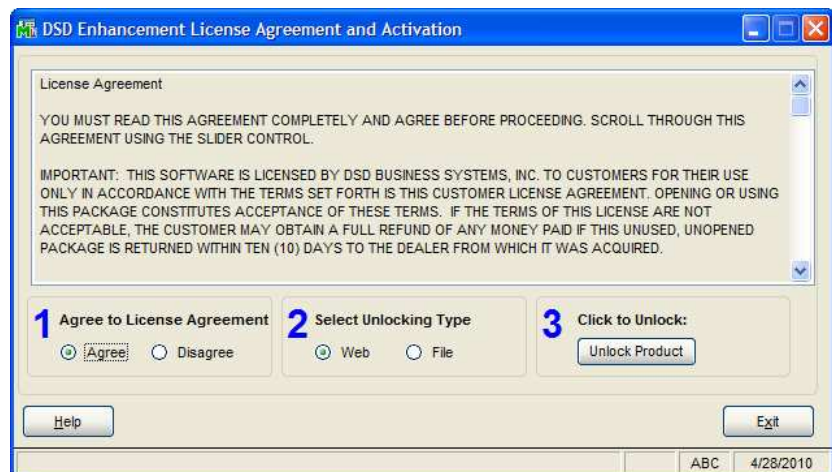 DSD Enhancement License Agreement and Activation
License Agreement
YOU MUST READ THIS AGREEMENT COMPLETELY AND AGREE BEFORE PROCEEDING. SCROLL THROUGH THIS
AGREEMENT USING THE SLIDER CONTROL.
IMPORTANT: THIS SOFTWARE IS LICENSED BY DSD BUSINESS SYSTEMS, INC. TO CUSTOMERS FOR THEIR USE
ONLY IN ACCORDANCE WITH THE TERMS SET FORTH IS THIS CUSTOMER LICENSE AGREEMENT. OPENING OR USING
THIS PACKAGE CONSTITUTES ACCEPTANCE OF THESE TERMS. IF THE TERMS OF THIS LICENSE ARE NOT
ACCEPTABLE, THE CUSTOMER MAY OBTAIN A FULL REFUND OF ANY MONEY PAID IF THIS UNUSED, UNOPENED
PACKAGE IS RETURNED WITHIN TEN (10) DAYS TO THE DEALER FROM WHICH IT WAS ACQUIRED.
1 Agree to License Agreement
Agree Disagree
2 Select Unlocking Type
Web File
3 Click to Unlock:
Unlock Product
Help Exit
ABC 4/28/2010